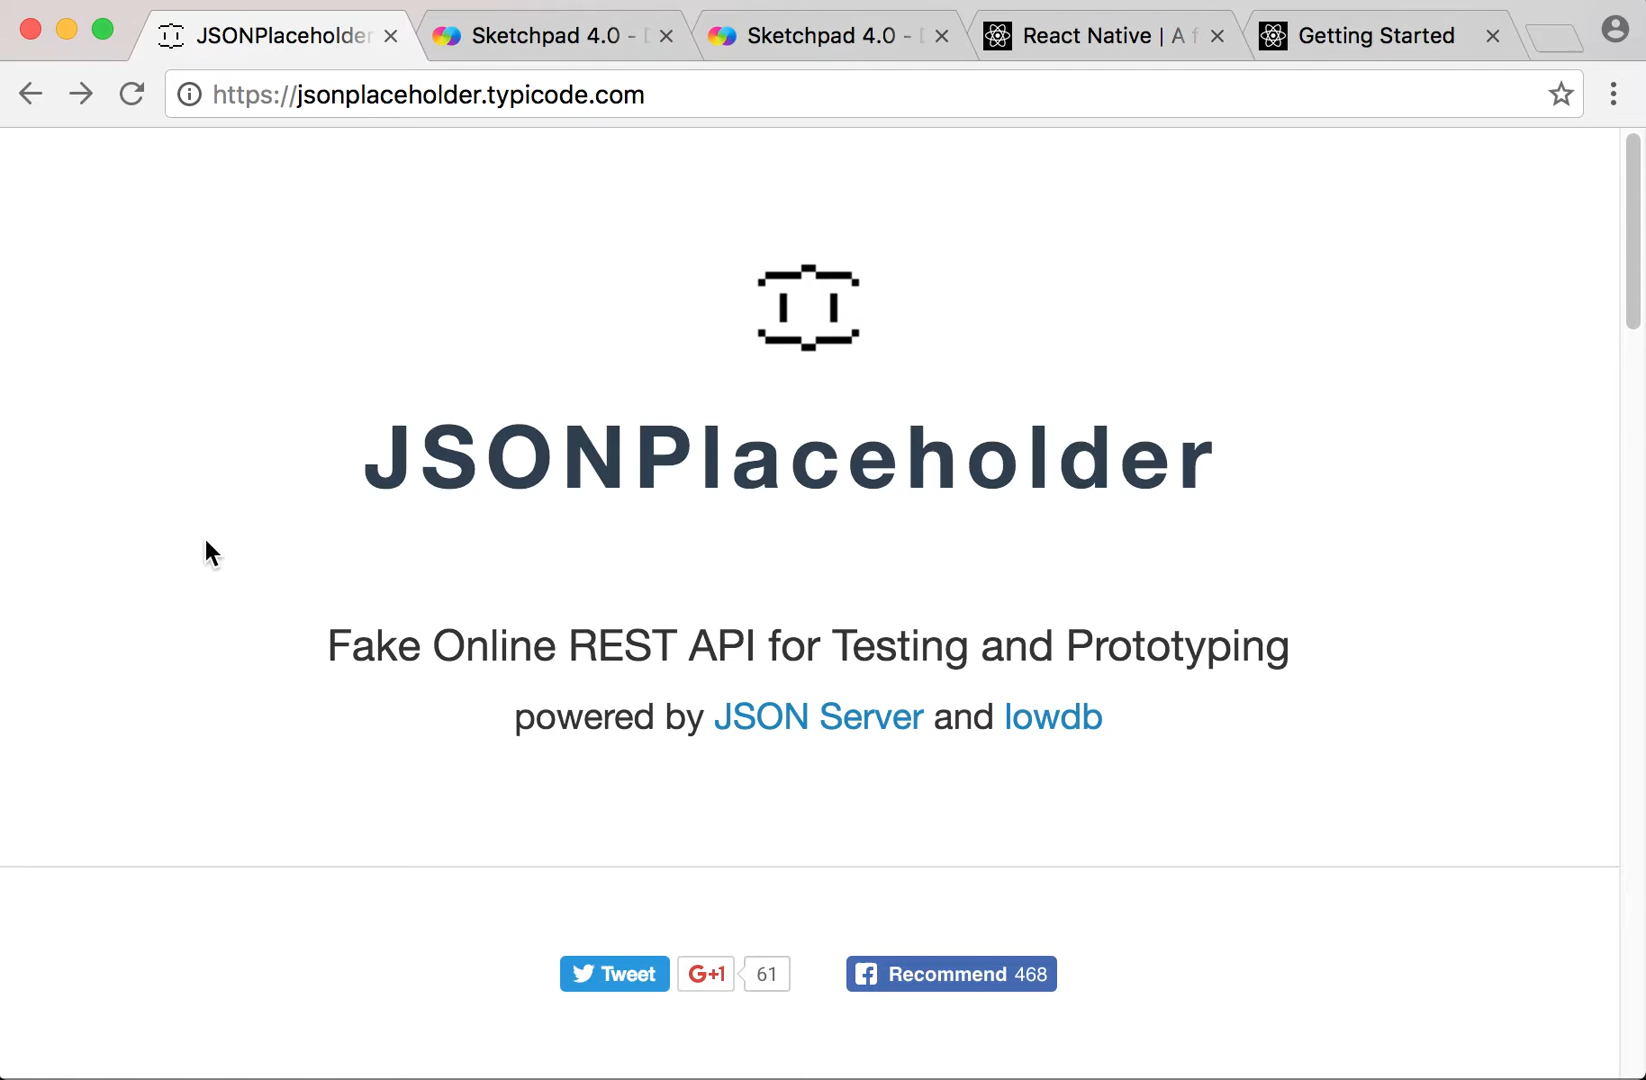 JSONPlaceholder
Sketchpad 4.0 -
Sketchpad 4.0 -
React Native | A f
Getting Started
https://jsonplaceholder.typicode.com
JSONPlaceholder
Fake Online REST API for Testing and Prototyping
powered by JSON Server and lowdb
Tweet
G+1
61
Recommend 468